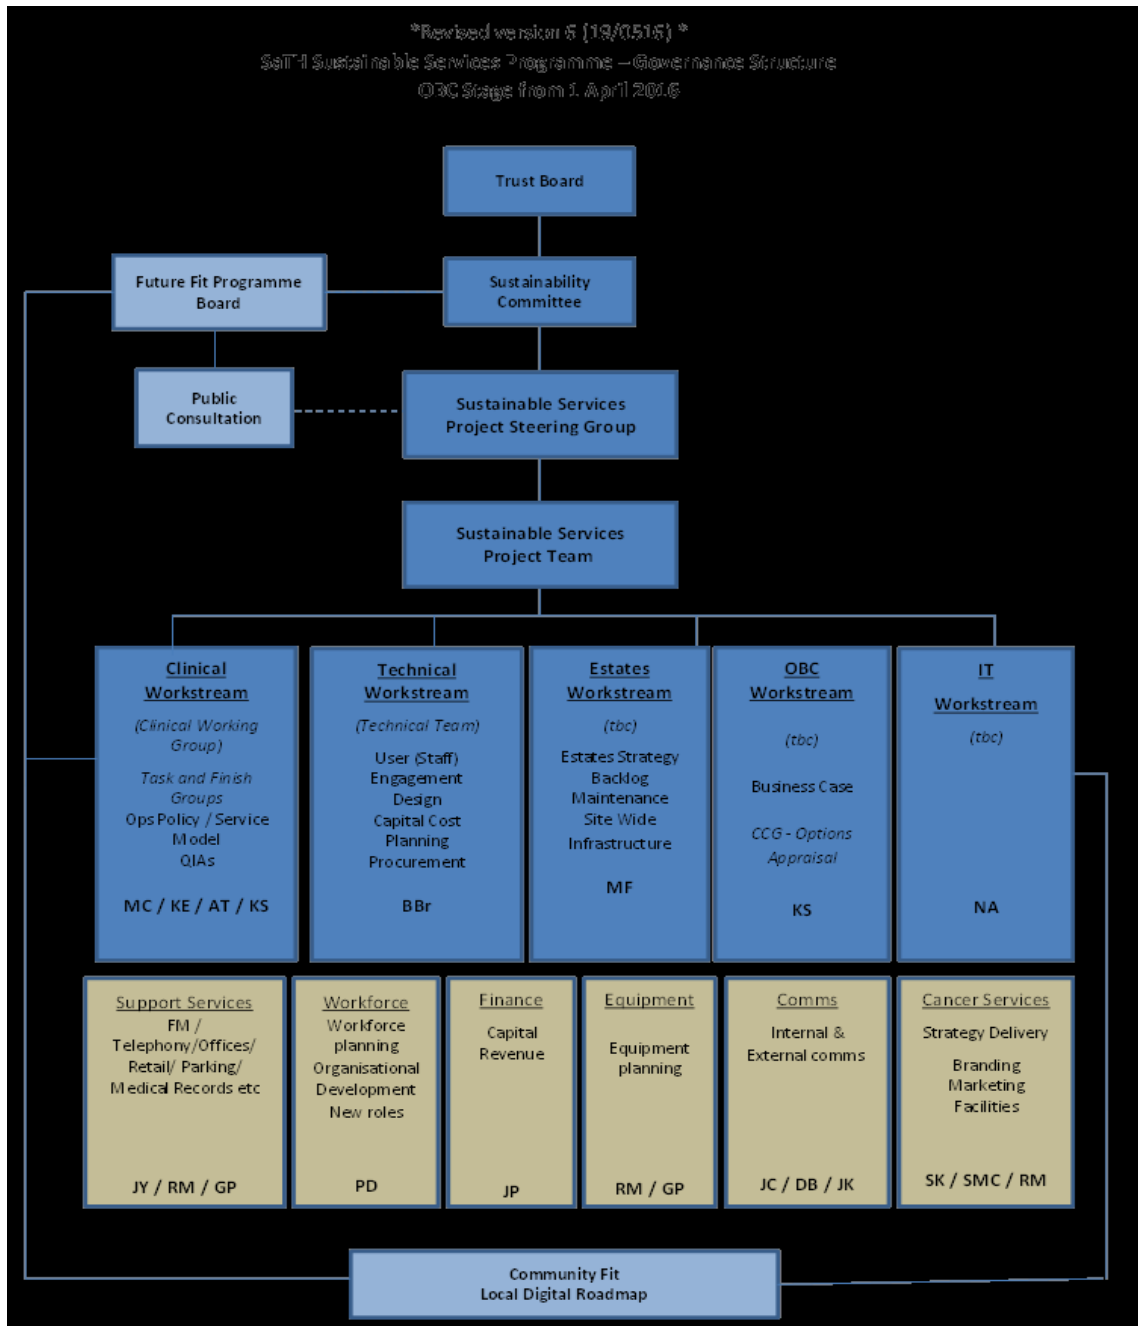 *Revised version 6 (19/0516) *
SaTH Sustainable Services Programme – Governance Structure
OBC Stage from 1 April 2016
Trust Board
Future Fit Programme
Board
Sustainability
Committee
Public
Consultation
Sustainable Services
Project Steering Group
Sustainable Services
Project Team
Clinical
Workstream
(Clinical Working
Group)
Task and Finish
Groups
Ops Policy / Service
Model
QIAs
MC / KE / AT / KS
Technical
Workstream
(Technical Team)
User (Staff)
Engagement
Design
Capital Cost
Planning
Procurement
BBr
Estates
Workstream
(tbc)
Estates Strategy
Backlog
Maintenance
Site Wide
Infrastructure
MF
OBC
Workstream
(tbc)
Business Case
CCG - Options
Appraisal
KS
IT
Workstream
(tbc)
NA
Support Services
FM /
Telephony/Offices/
Retail/ Parking/
Medical Records etc
JY / RM / GP
Workforce
Workforce
planning
Organisational
Development
New roles
PD
Finance
Capital
Revenue
JP
Equipment
Equipment
planning
RM / GP
Comms
Internal &
External comms
JC / DB / JK
Cancer Services
Strategy Delivery
Branding
Marketing
Facilities
SK / SMC / RM
Community Fit
Local Digital Roadmap